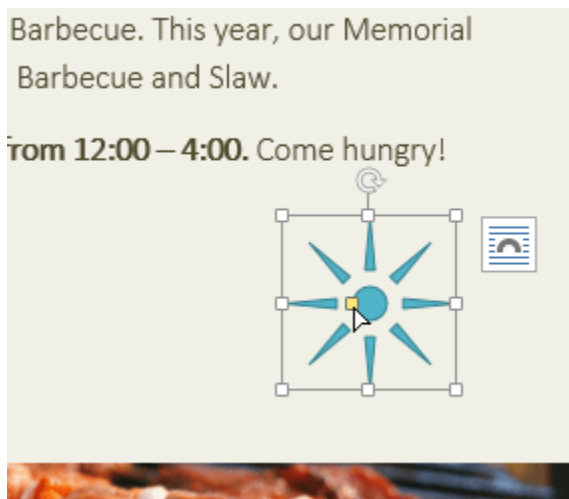 Barbecue. This year, our Memorial
Barbecue and Slaw.
from 12:00 – 4:00. Come hungry!